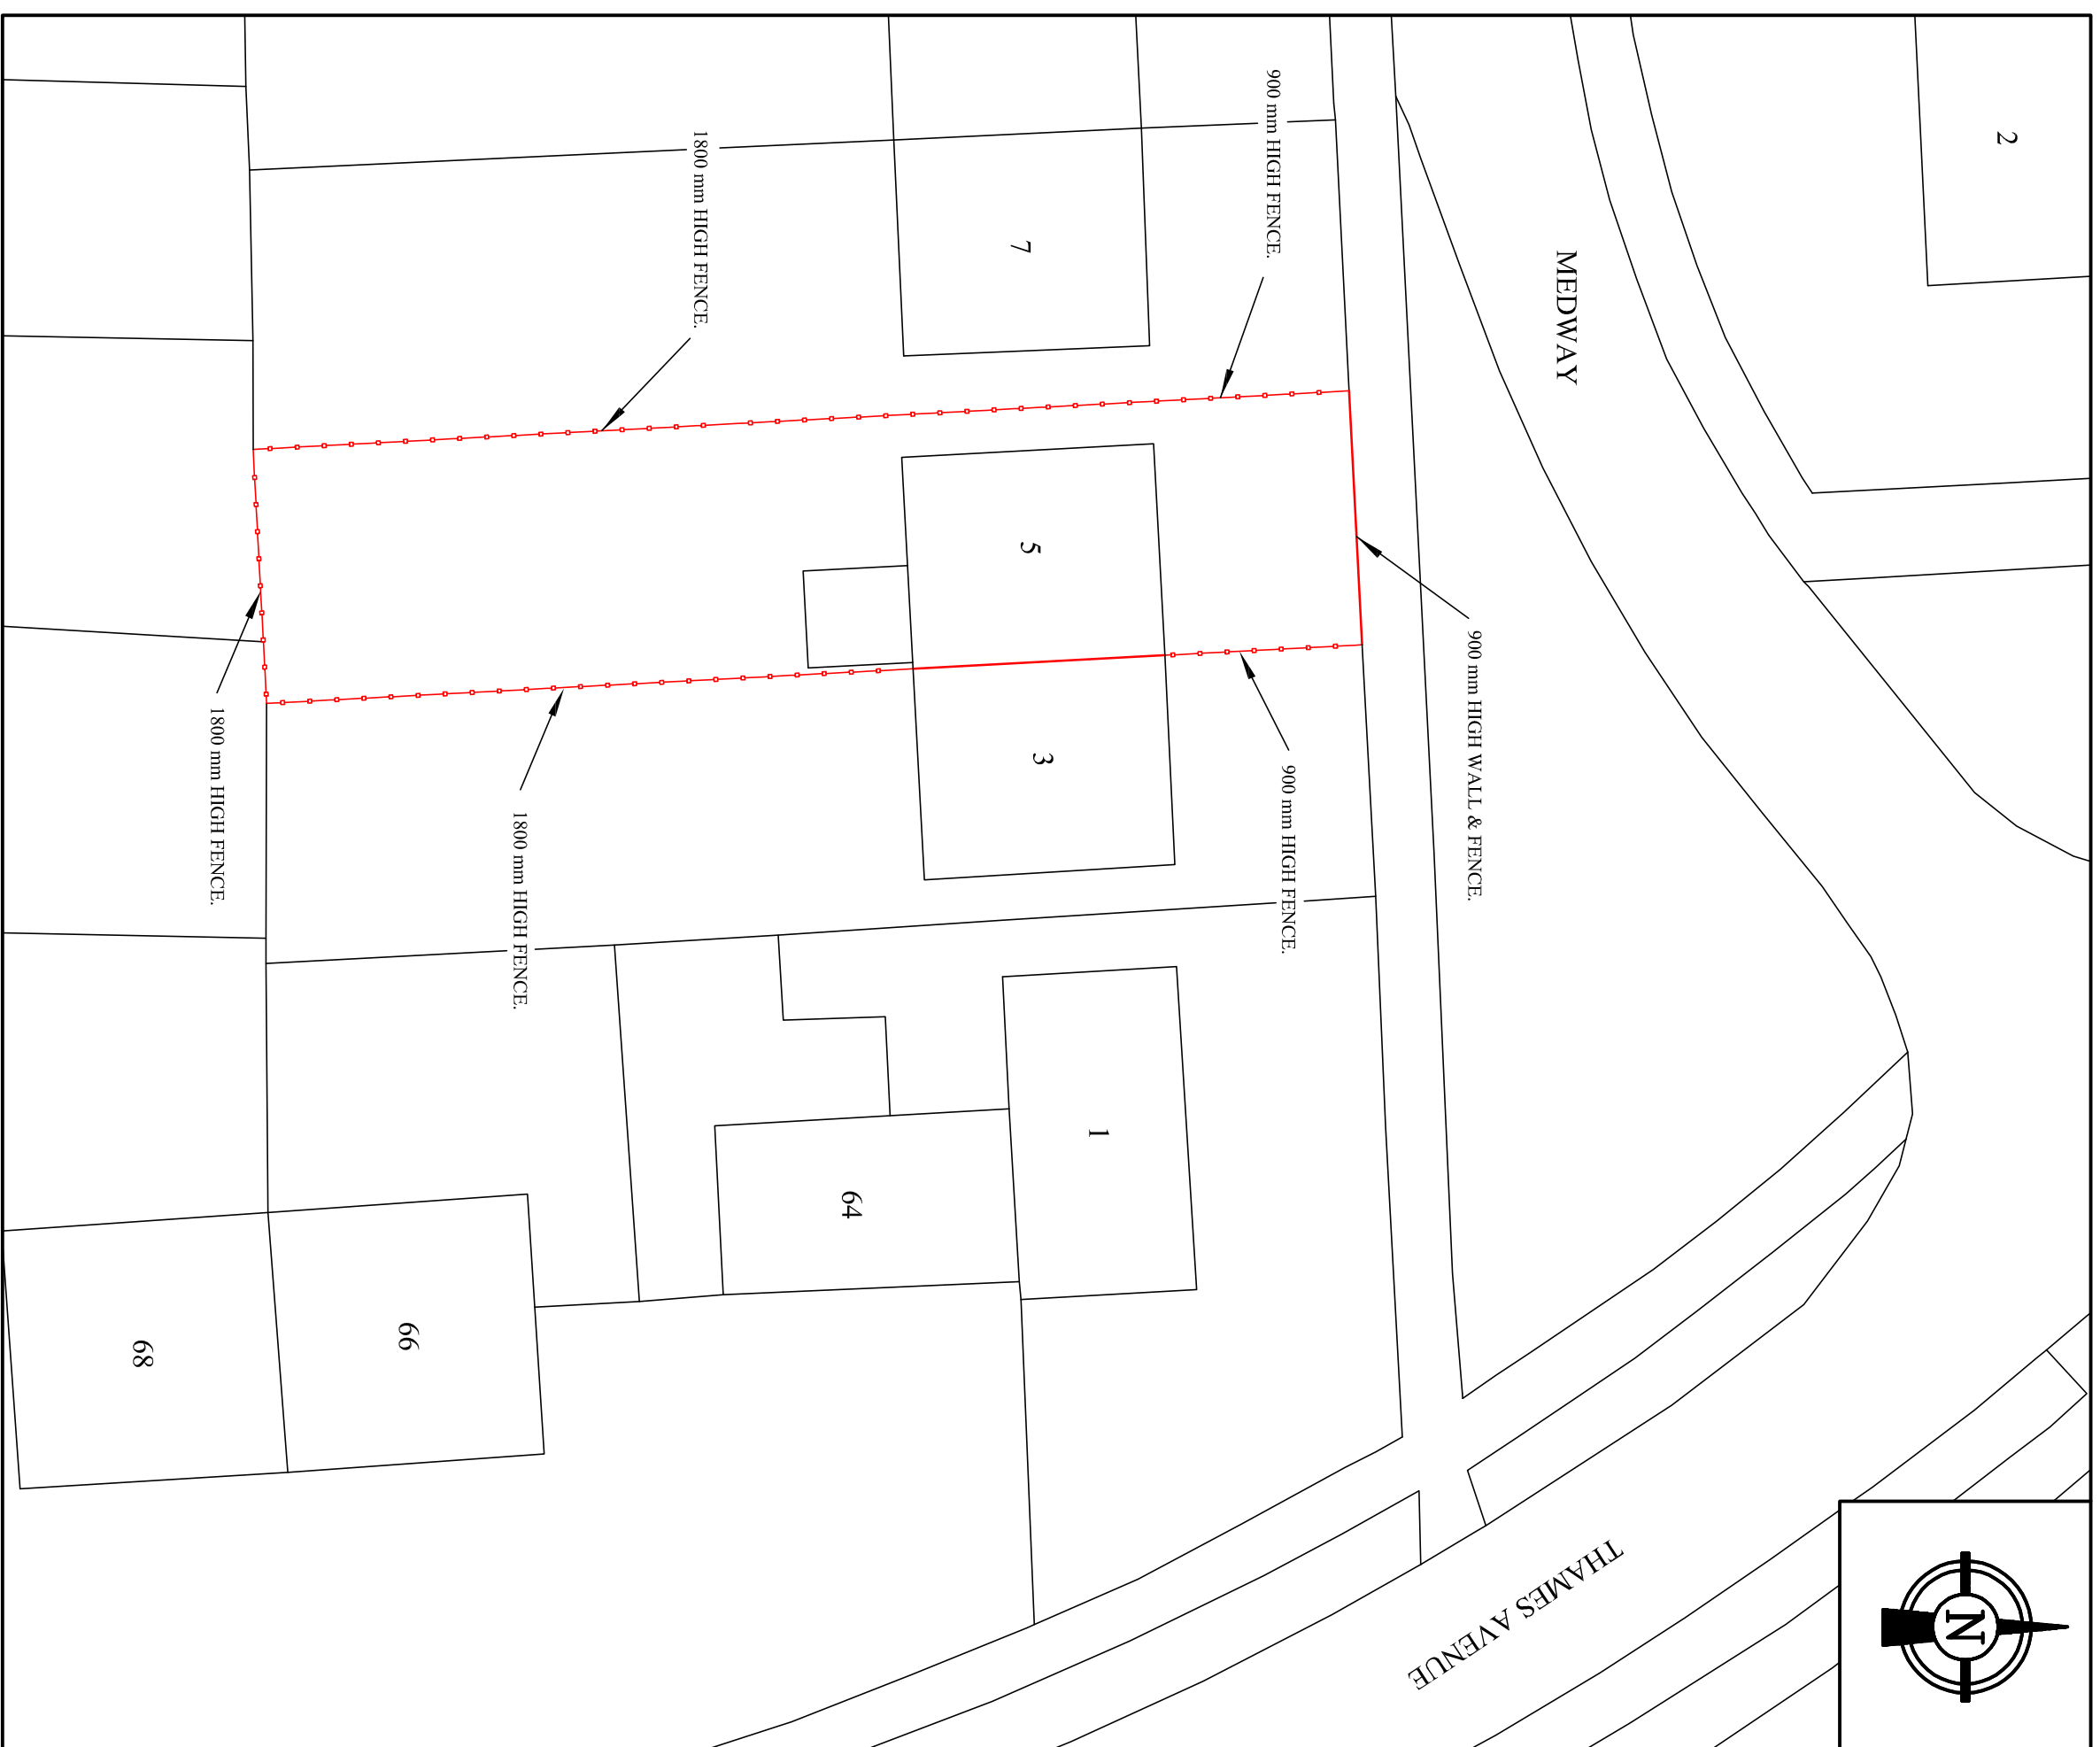 2
MEDWAY
900 mm HIGH WALL & FENCE.
900 mm HIGH FENCE.
900 mm HIGH FENCE.
7
5
3
1
1800 mm HIGH FENCE.
1800 mm HIGH FENCE.
1800 mm HIGH FENCE.
64
66
68
THAMES AVENUE
N